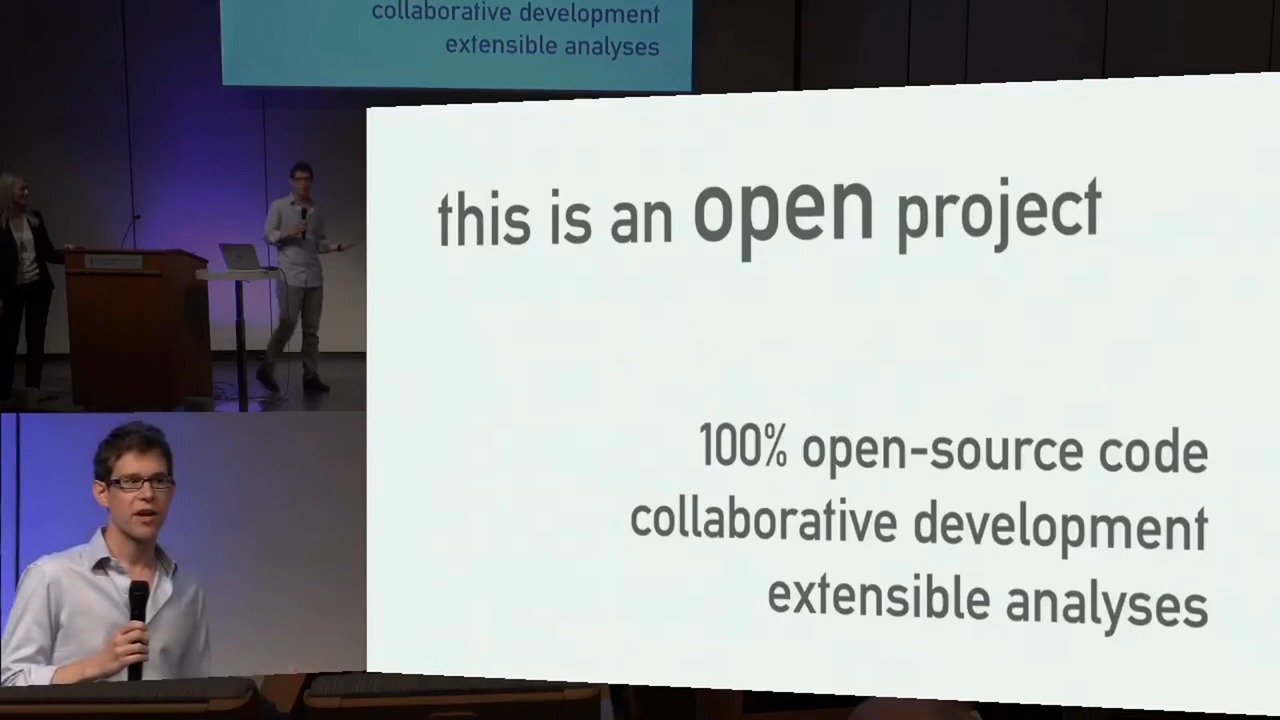 collaborative development
extensible analyses
this is an open project
100% open-source code
collaborative development
extensible analyses